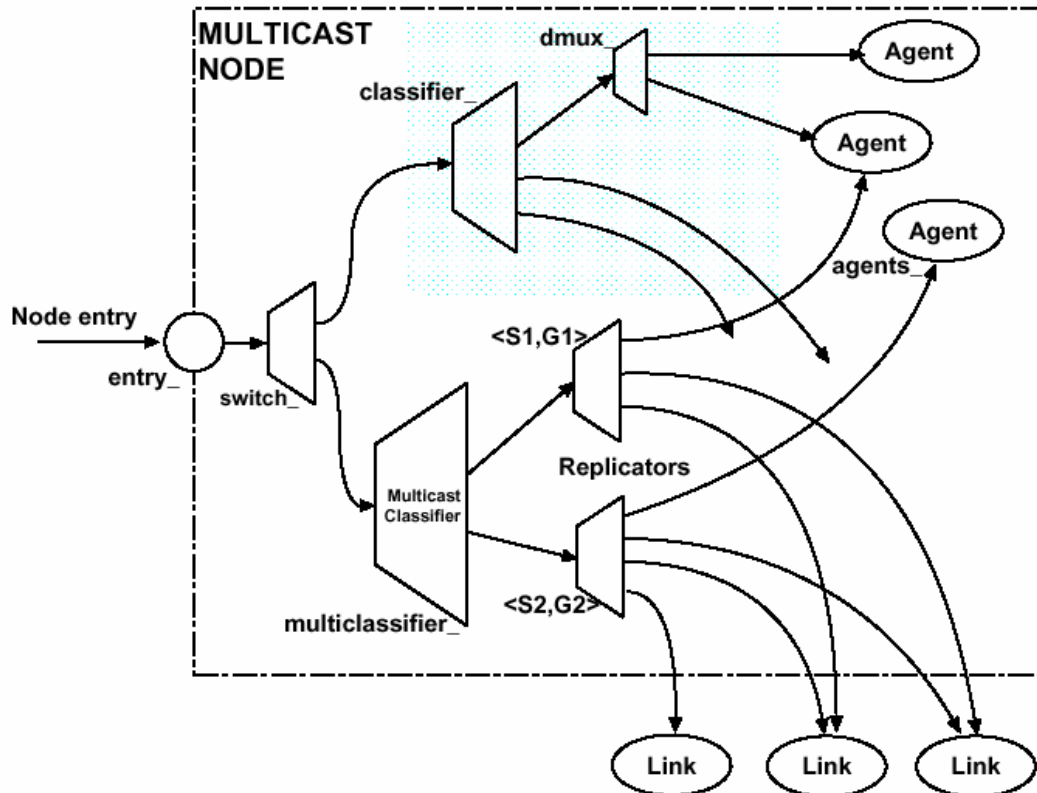 MULTICAST
NODE
dmux_
Agent
classifier_
Agent
Agent
agents_
Node entry
<S1,G1>
entry_
switch_
Replicators
Multicast
Classifier
<S2,G2>
multiclassifier_
Link
Link
Link